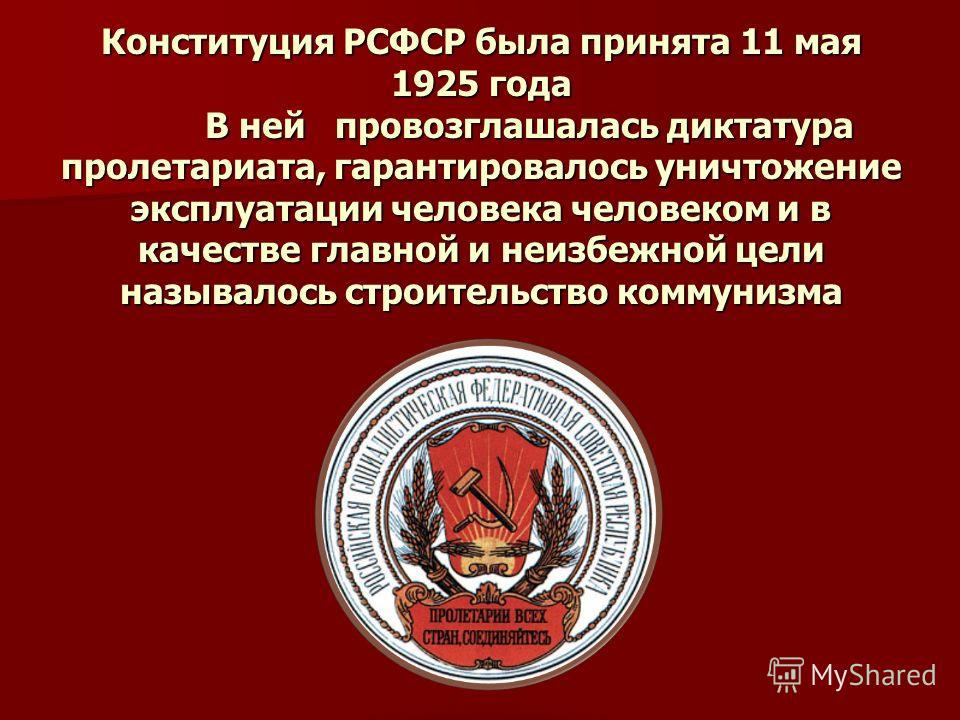 Конституция РСФСР была принята 11 мая
1925 года
В ней провозглашалась диктатура
пролетариата, гарантировалось уничтожение
эксплуатации человека человеком и в
качестве главной и неизбежной цели
называлось строительство коммунизма
РОССИЙСКАЯ СОЦИАЛИСТИЧЕСКАЯ ФЕДЕРАТИВНАЯ СОВЕТСКАЯ РЕСПУБЛИКА
ПРОЛЕТАРИИ ВСЕХ
СТРАН, СОЕДИНЯЙТЕСЬ
MyShared